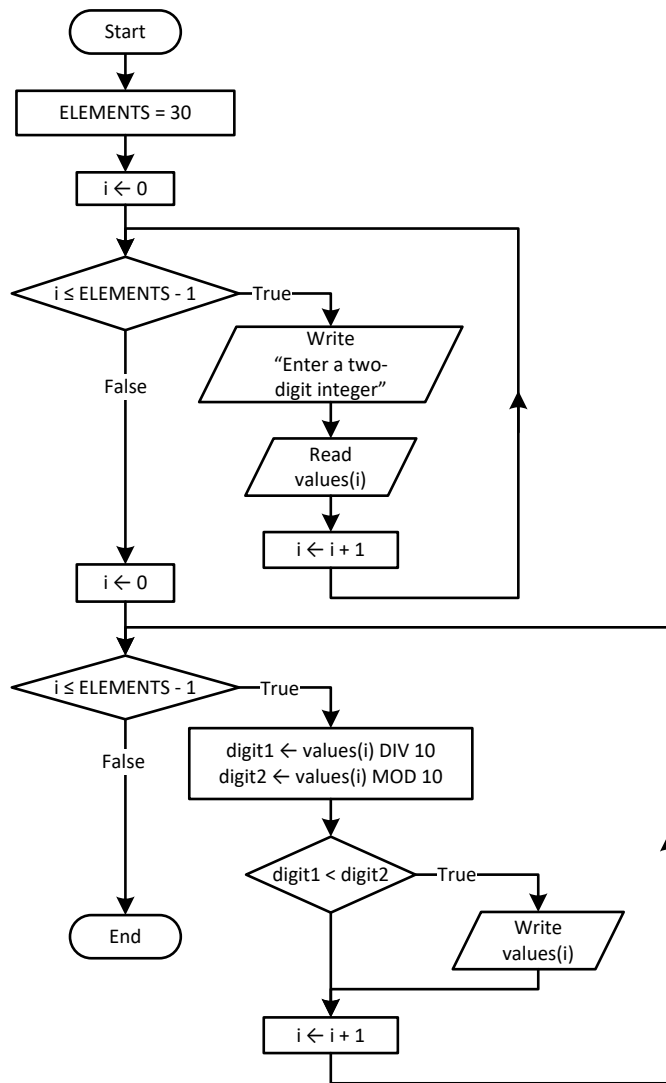 Start
ELEMENTS = 30
i ← 0
i ≤ ELEMENTS - 1
True
Write
“Enter a two-
digit integer”
False
Read
values(i)
i ← i + 1
i ← 0
i ≤ ELEMENTS - 1
True
digit1 ← values(i) DIV 10
digit2 ← values(i) MOD 10
False
digit1 < digit2
True
Write
values(i)
End
i ← i + 1